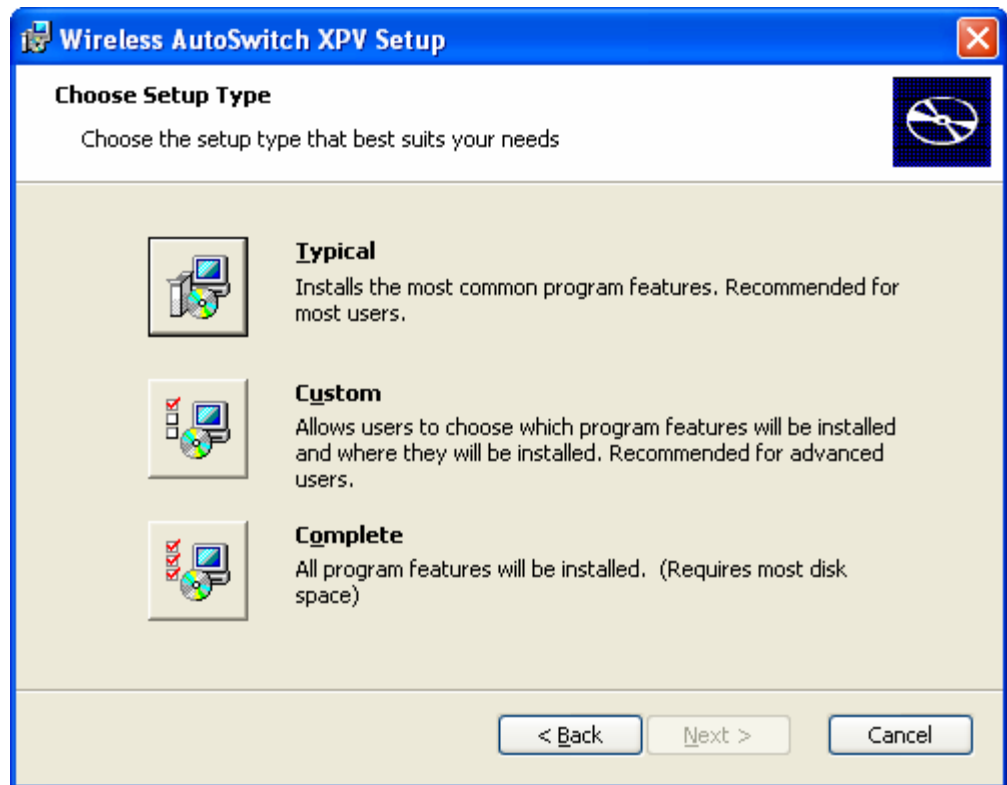 Wireless AutoSwitch XPV Setup
Choose Setup Type
Choose the setup type that best suits your needs
Typical
Installs the most common program features. Recommended for
most users.
Custom
Allows users to choose which program features will be installed
and where they will be installed. Recommended for advanced
users.
Complete
All program features will be installed.  (Requires most disk
space)
< Back
Next >
Cancel